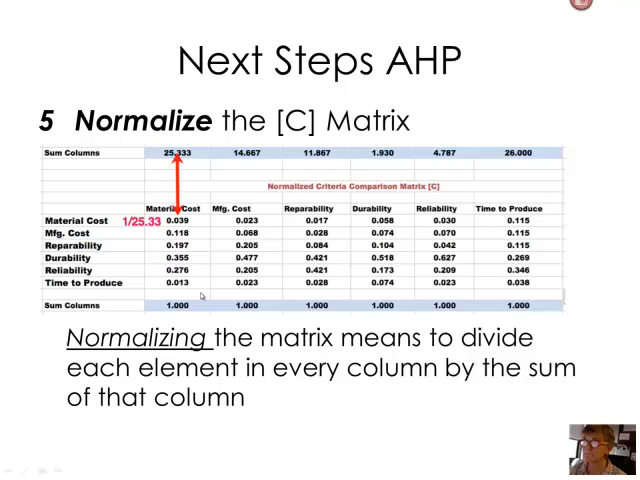 Next Steps AHP
5 Normalize the [C] Matrix
Sum Columns 25.333 14.667 11.867 1.930 4.787 26.000
Normalized Criteria Comparison Matrix [C]
Material Cost Mfg. Cost Reparability Durability Reliability Time to Produce
Material Cost 1/25.33 0.039 0.023 0.017 0.058 0.030 0.115
Mfg. Cost 0.118 0.068 0.028 0.074 0.070 0.115
Reparability 0.197 0.205 0.084 0.104 0.042 0.115
Durability 0.355 0.477 0.421 0.518 0.627 0.269
Reliability 0.276 0.205 0.421 0.173 0.209 0.346
Time to Produce 0.013 0.023 0.028 0.074 0.023 0.038
Sum Columns 1.000 1.000 1.000 1.000 1.000 1.000
Normalizing the matrix means to divide
each element in every column by the sum
of that column